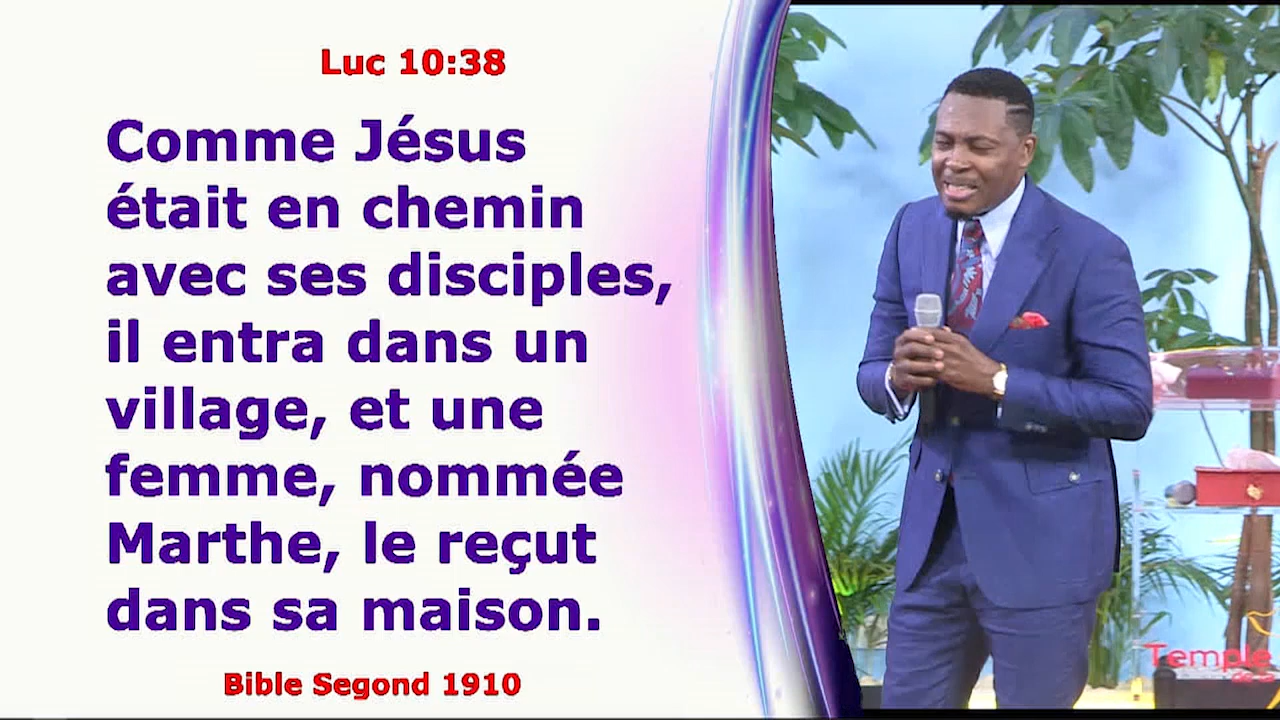 Luc 10:38
Comme Jésus
était en chemin
avec ses disciples,
il entra dans un
village, et une
femme, nommée
Marthe, le reçut
dans sa maison.
Bible Segond 1910
Temple